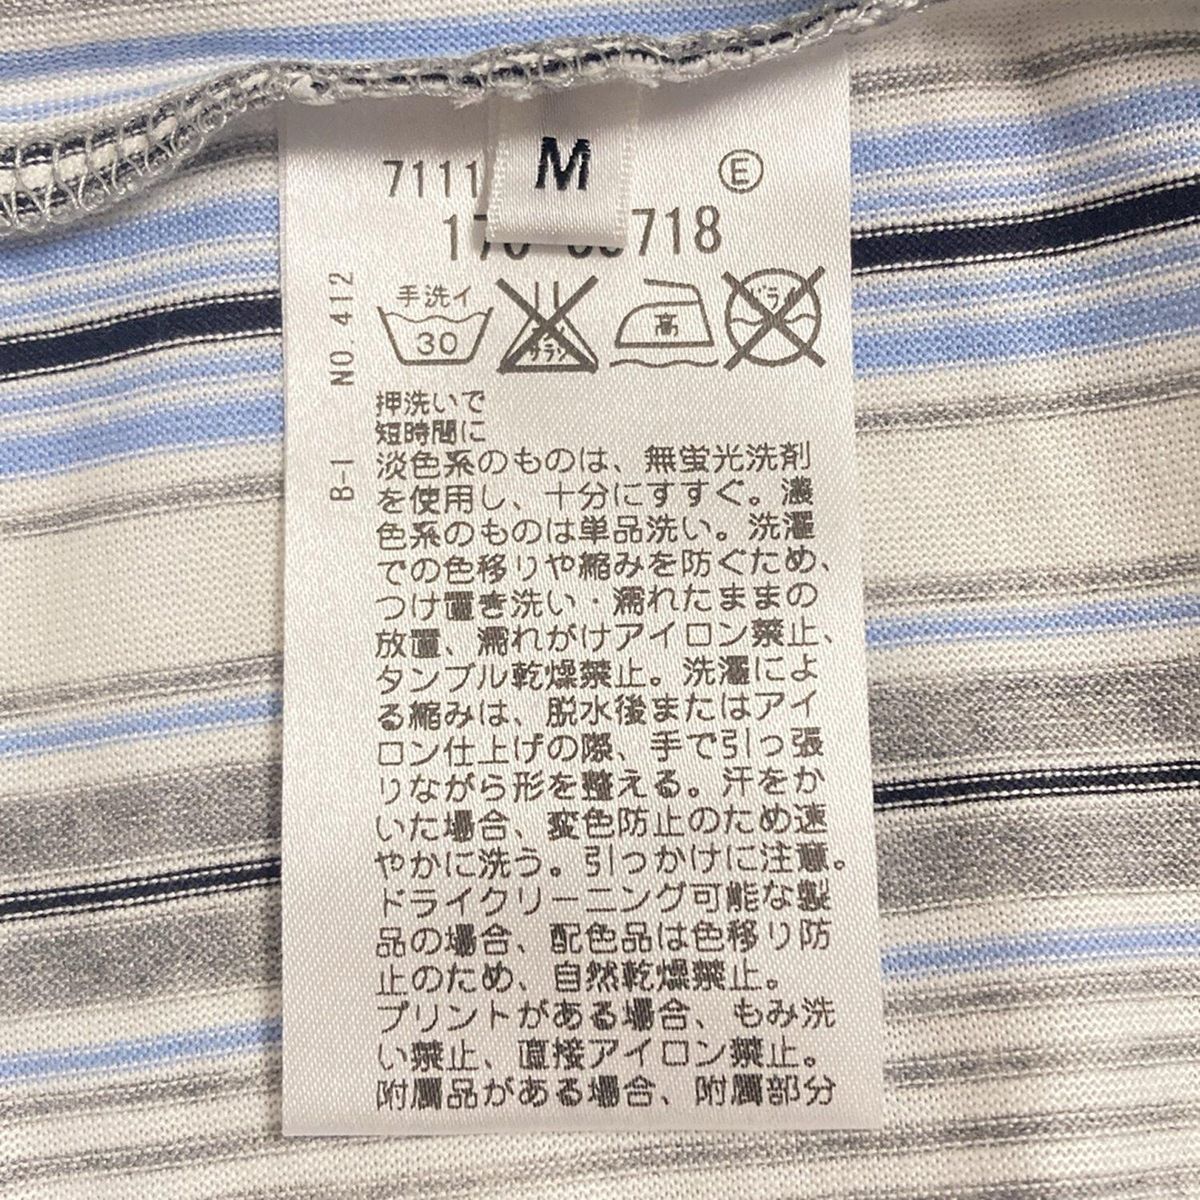 M
7111
E
718
手洗イ
30
高
NO.412
B-1
押洗いで
短時間に
淡色系のものは、無蛍光洗剤
を使用し、十分にすすぐ。濃
色系のものは単品洗い。洗濯
での色移りや縮みを防ぐため、
つけ置き洗い・濡れたままの
放置、濡れがけアイロン禁止、
タンブル乾燥禁止。洗濯によ
る縮みは、脱水後またはアイ
ロン仕上げの際、手で引っ張
りながら形を整える。汗をか
いた場合、変色防止のため速
やかに洗う。引っかけに注意。
ドライクリーニング可能な製
品の場合、配色品は色移り防
止のため、自然乾燥禁止。
プリントがある場合、もみ洗
い禁止、直接アイロン禁止。
附属品がある場合、附属部分